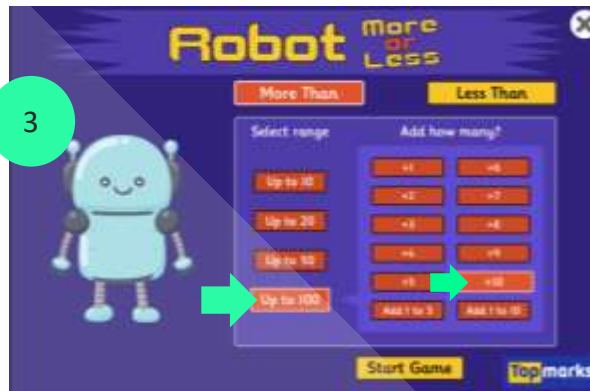 Robot More
or
Less
More Than Less Than
3
Select range Add how many?
Up to 10 +1 +6
Up to 20 +2 +7
+3 +8
Up to 50 +4 +9
Up to 100 +5 +10
Add 1 to 5 Add 1 to 10
Start Game
Topmarks